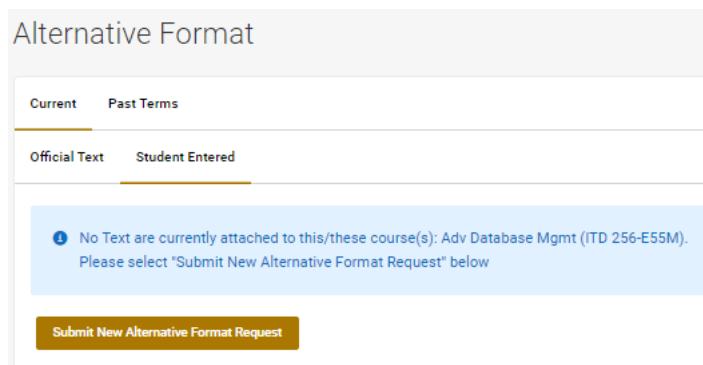 Alternative Format
Current Past Terms
Official Text Student Entered
No Text are currently attached to this/these course(s): Adv Database Mgmt (ITD 256-E55M).
Please select "Submit New Alternative Format Request" below
Submit New Alternative Format Request